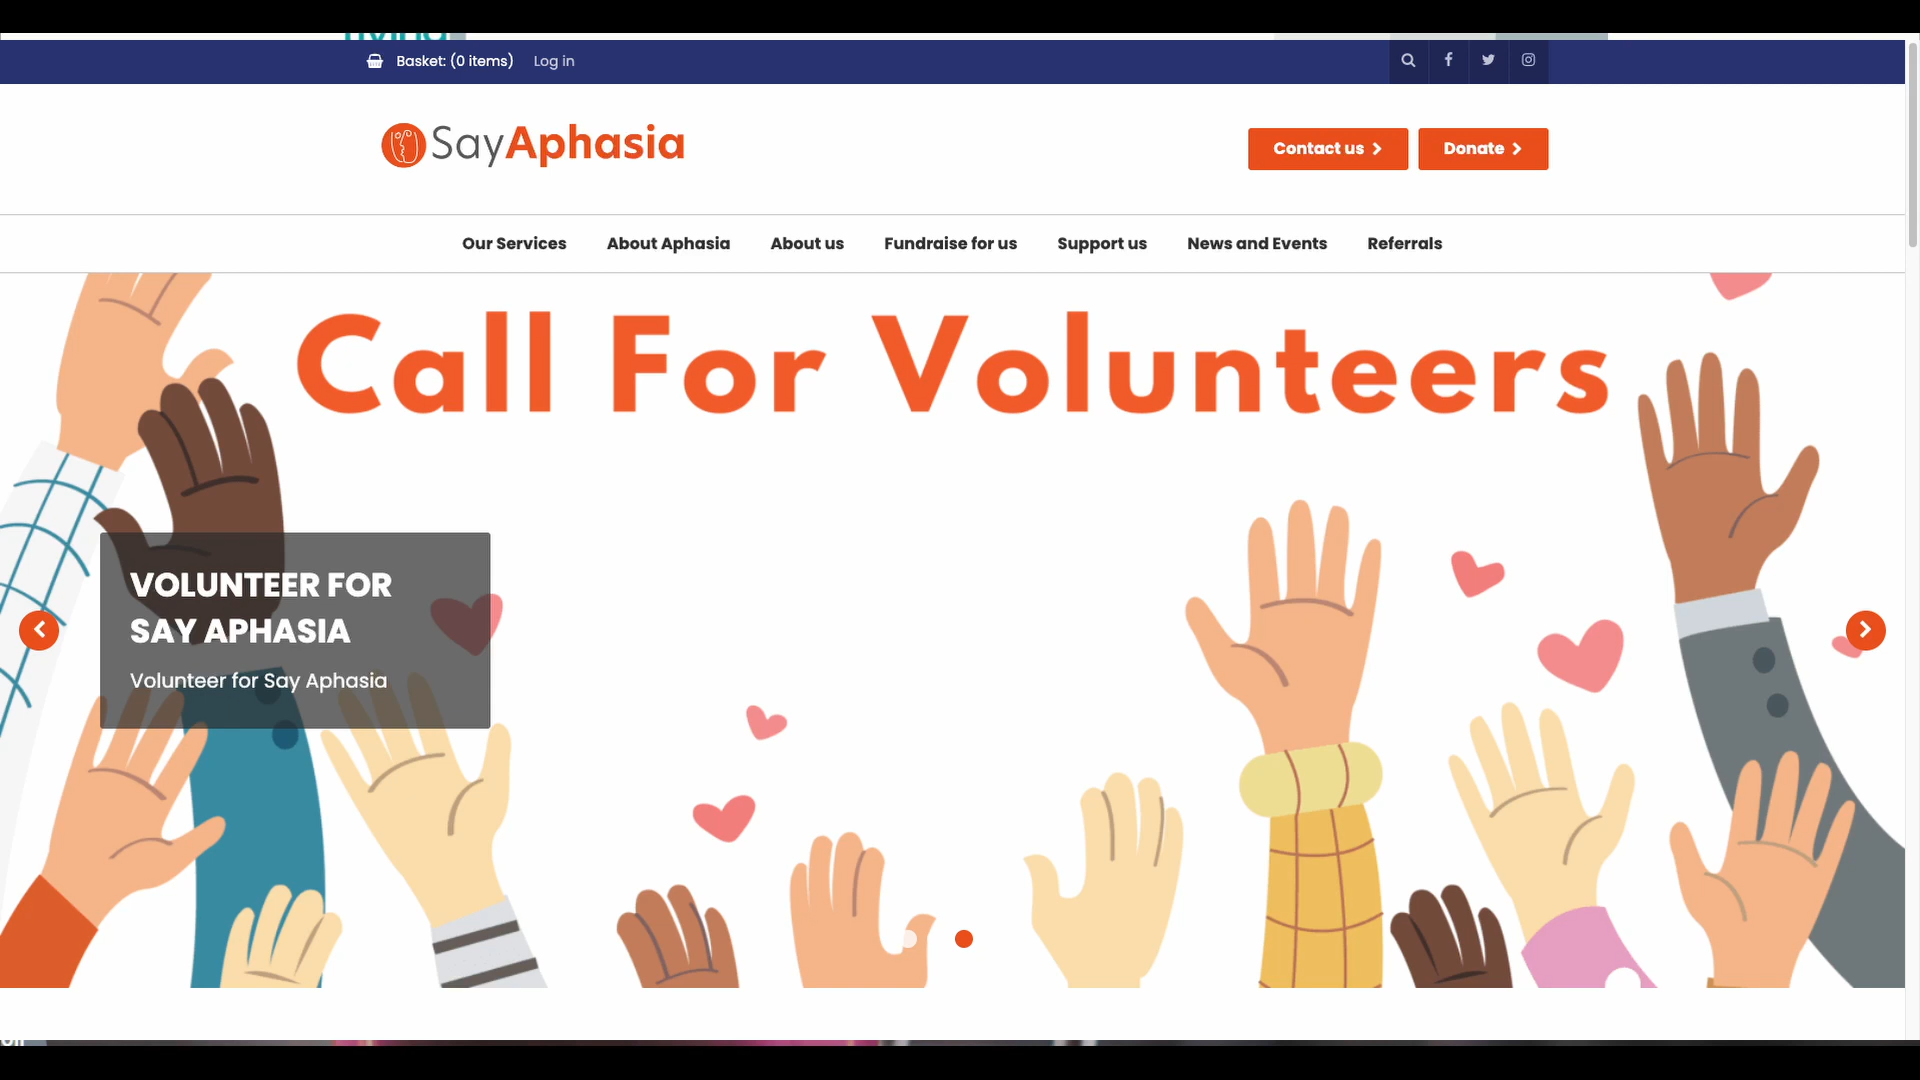 Basket: (0 items) Log in
SayAphasia
Contact us
Donate
Our Services About Aphasia About us Fundraise for us Support us News and Events Referrals
Call For Volunteers
VOLUNTEER FOR
SAY APHASIA
Volunteer for Say Aphasia